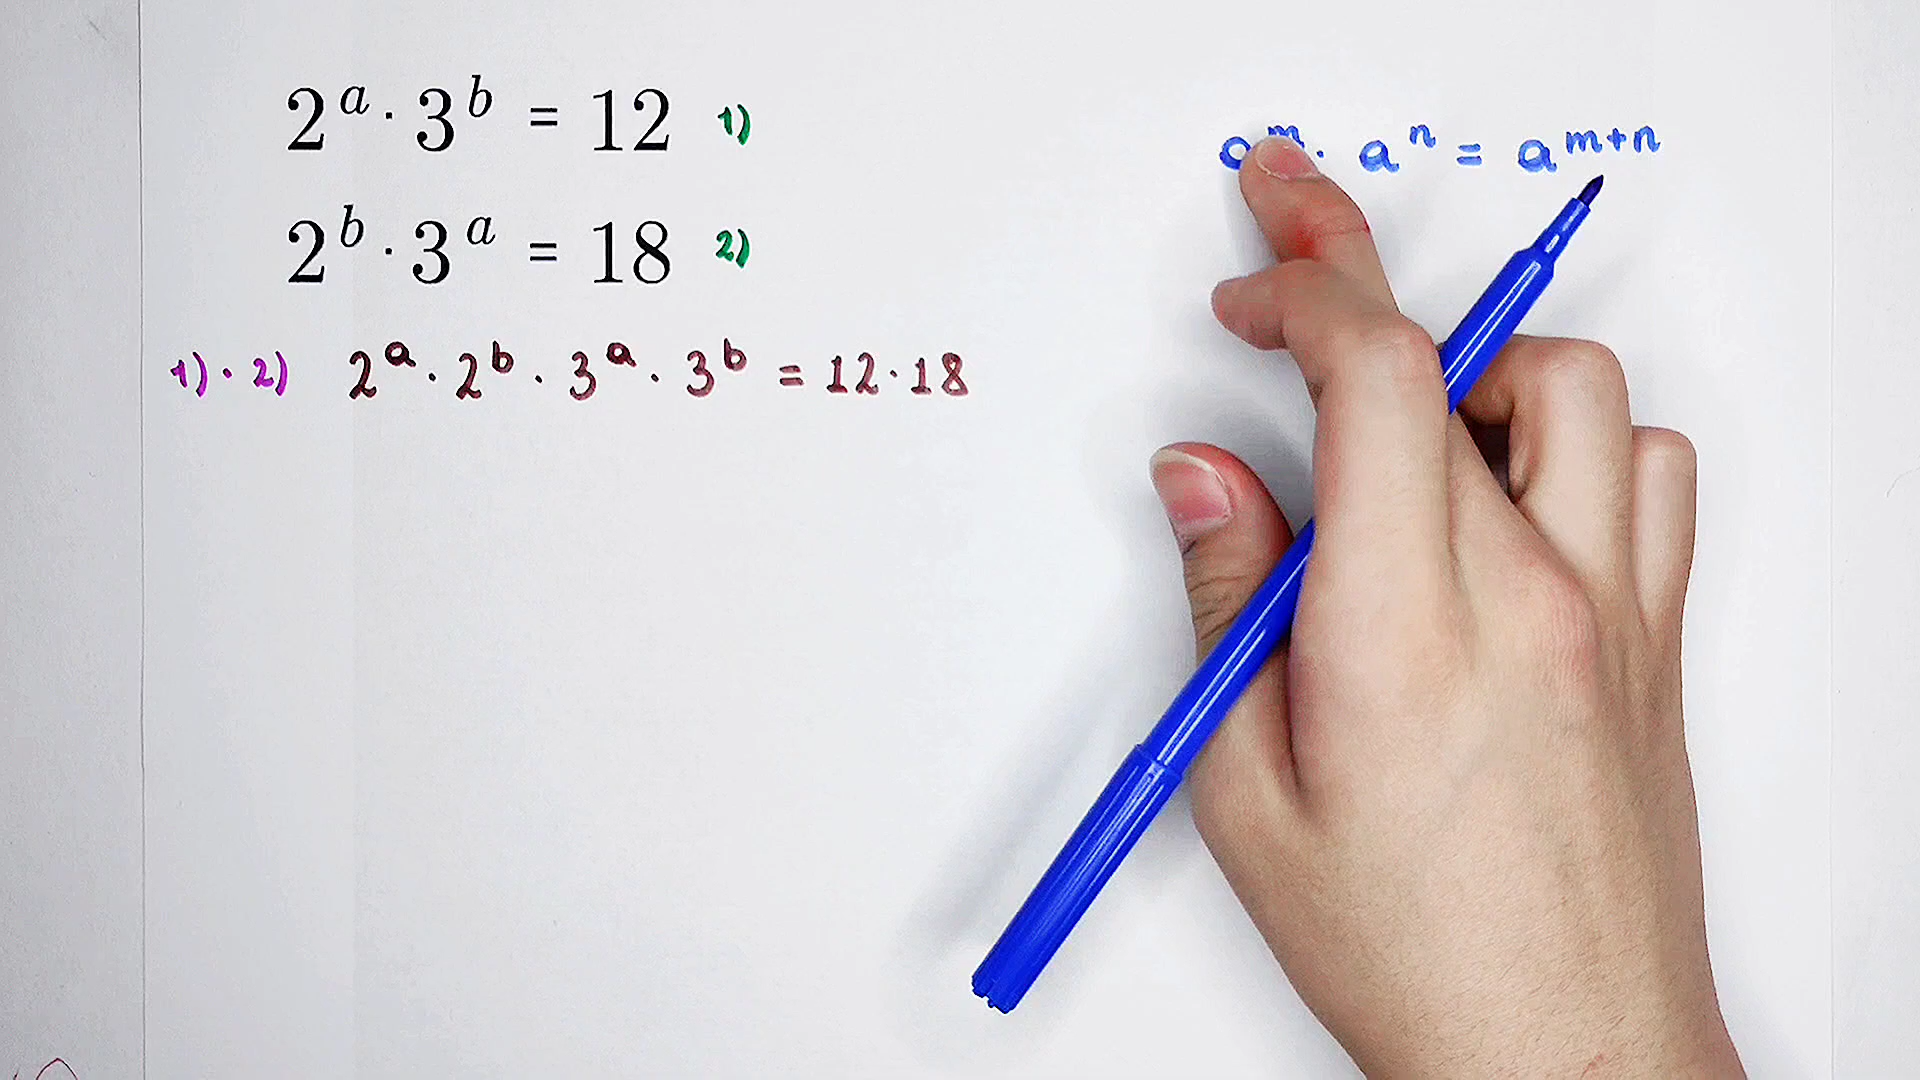 2^a · 3^b = 12 1)
2^b · 3^a = 18 2)
1) · 2) 2^a · 2^b · 3^a · 3^b = 12 · 18
a^m · a^n = a^{m+n}